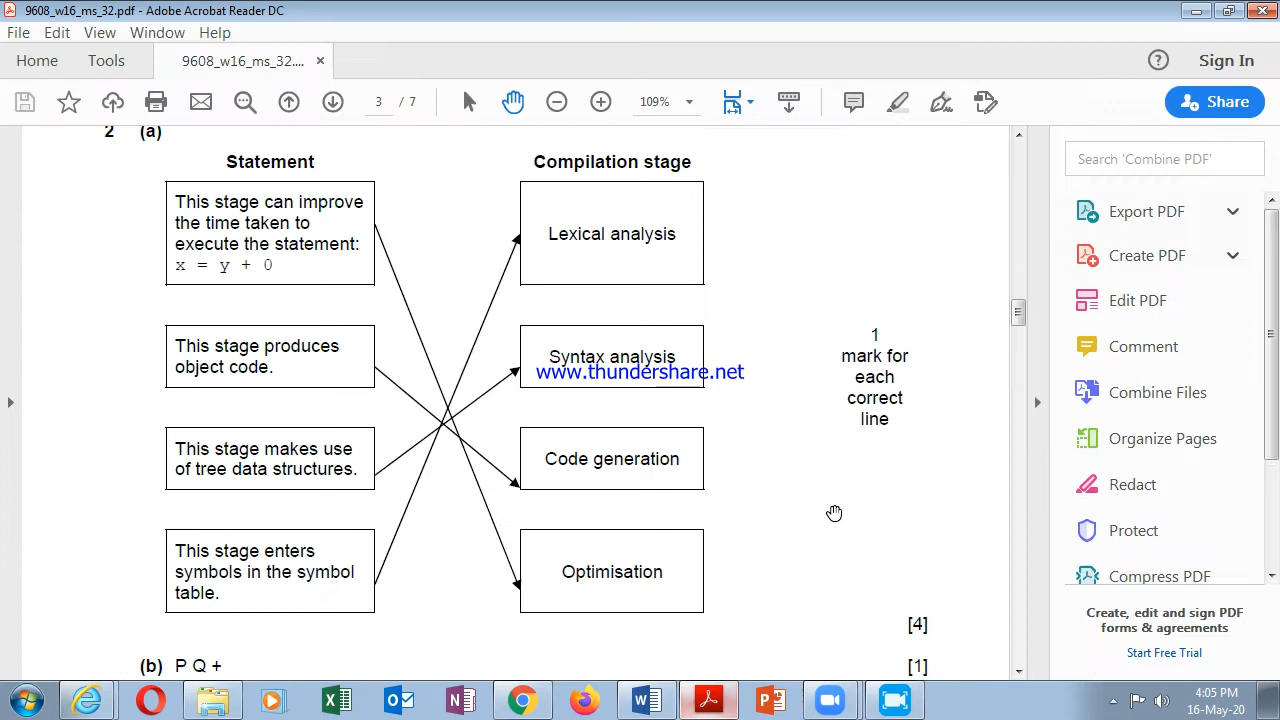 9608_w16_ms_32.pdf - Adobe Acrobat Reader DC
File Edit View Window Help
Home Tools 9608_w16_ms_32.... × Sign In
3 / 7 109% Share
2 (a)
Statement Compilation stage
This stage can improve
the time taken to
execute the statement:
x = y + 0
Lexical analysis
This stage produces
object code.
Syntax analysis
www.thundershare.net
1
mark for
each
correct
line
This stage makes use
of tree data structures.
Code generation
This stage enters
symbols in the symbol
table.
Optimisation
[4]
(b) P Q + [1]
Search 'Combine PDF'
Export PDF
Create PDF
Edit PDF
Comment
Combine Files
Organize Pages
Redact
Protect
Compress PDF
Create, edit and sign PDF
forms & agreements
Start Free Trial
4:05 PM
16-May-20